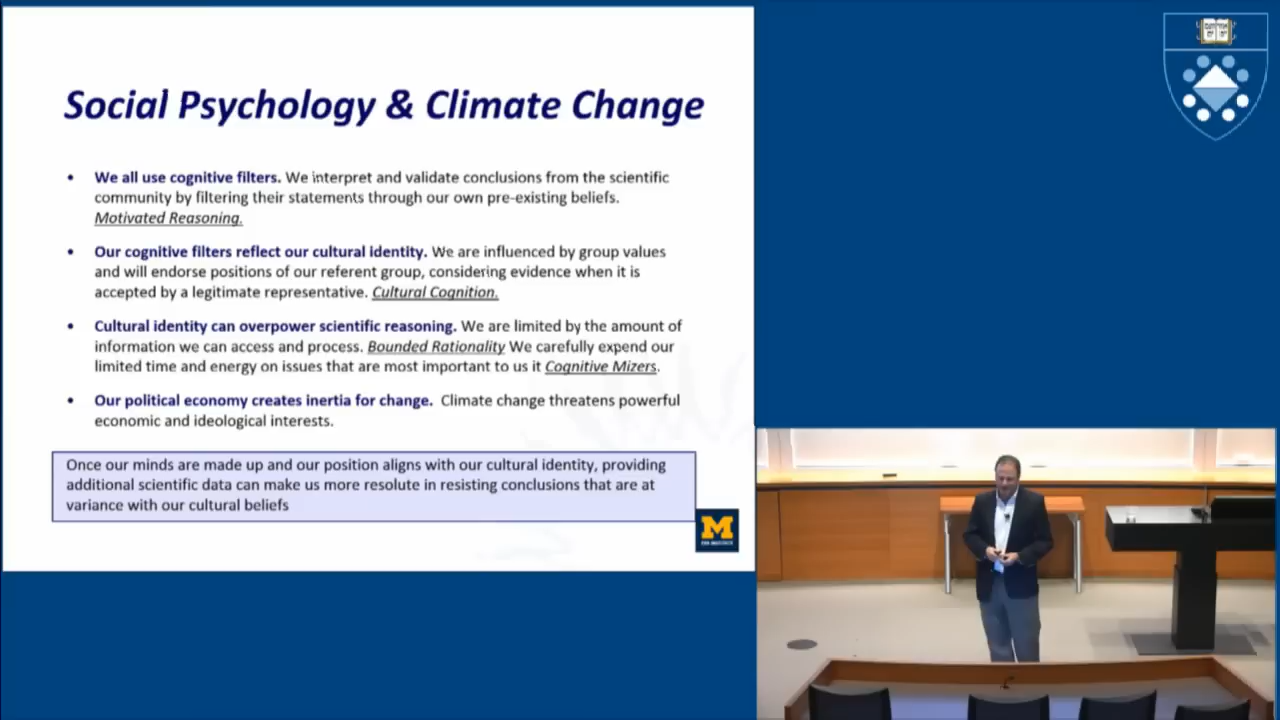 Social Psychology & Climate Change
• We all use cognitive filters. We interpret and validate conclusions from the scientific
community by filtering their statements through our own pre-existing beliefs.
Motivated Reasoning.
• Our cognitive filters reflect our cultural identity. We are influenced by group values
and will endorse positions of our referent group, considering evidence when it is
accepted by a legitimate representative. Cultural Cognition.
• Cultural identity can overpower scientific reasoning. We are limited by the amount of
information we can access and process. Bounded Rationality We carefully expend our
limited time and energy on issues that are most important to us it Cognitive Mizers.
• Our political economy creates inertia for change. Climate change threatens powerful
economic and ideological interests.
Once our minds are made up and our position aligns with our cultural identity, providing
additional scientific data can make us more resolute in resisting conclusions that are at
variance with our cultural beliefs
M